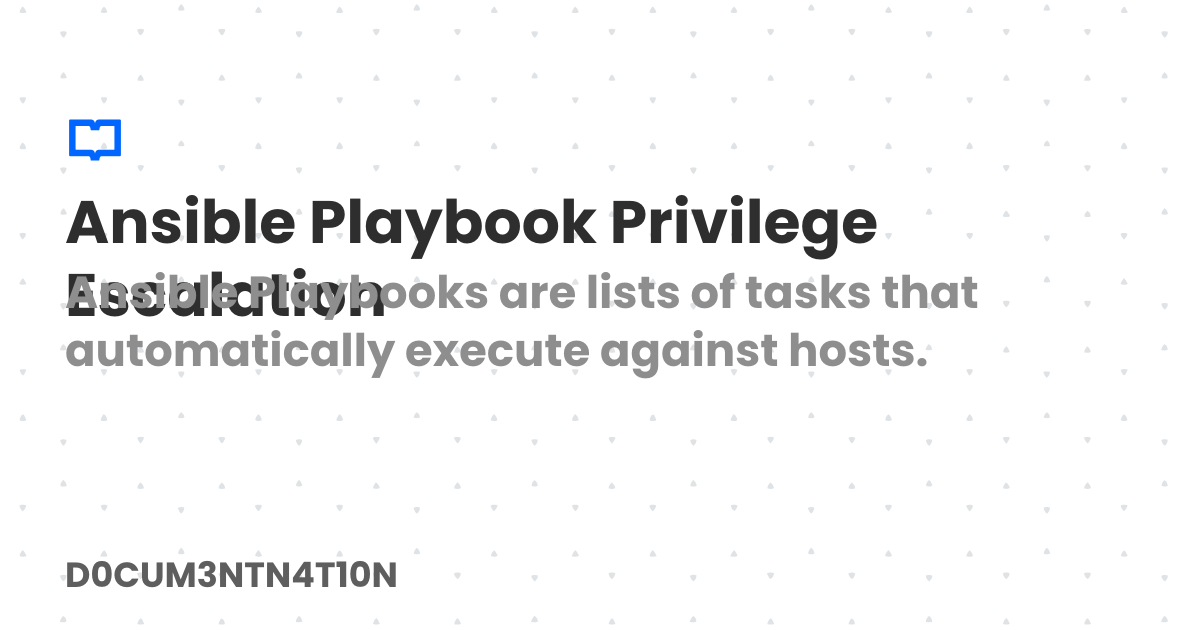 Ansible Playbook Privilege
Escalation
Ansible Playbooks are lists of tasks that
automatically execute against hosts.
D0CUM3NTN4T10N